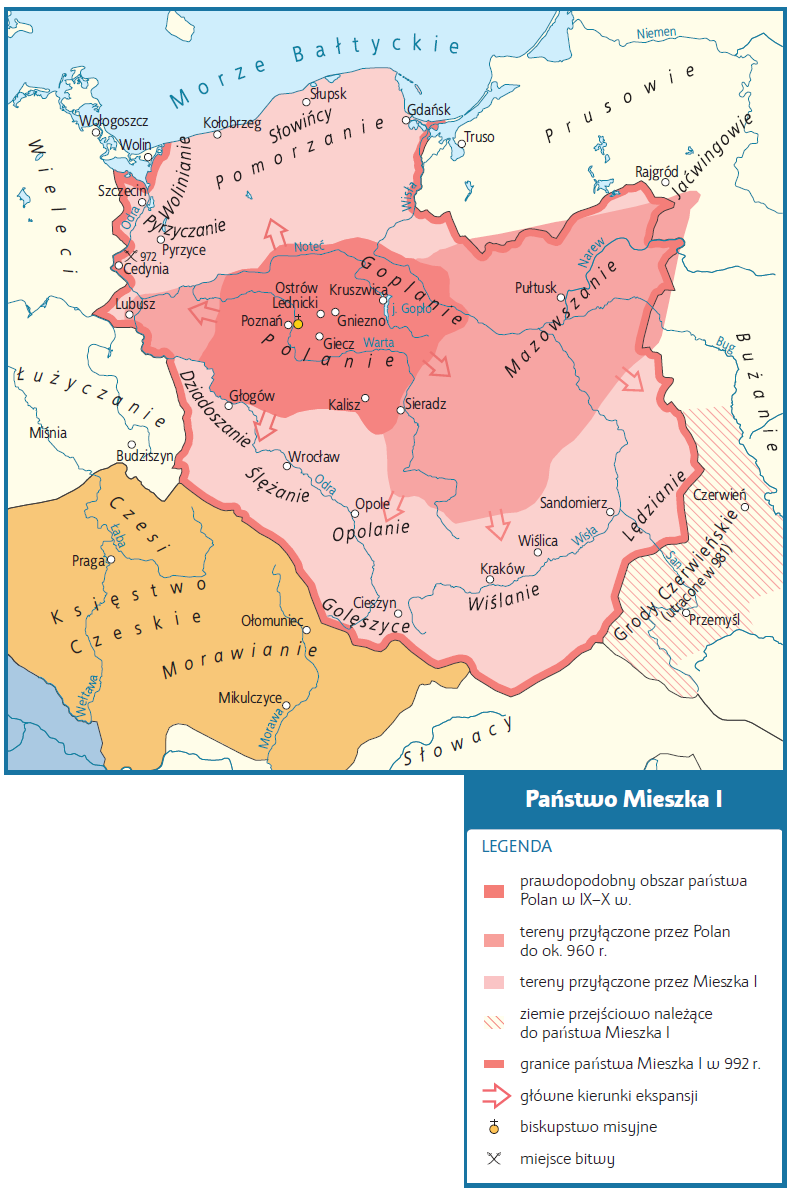 Morze Bałtyckie
Niemen
Słupsk
Gdańsk
Słowińcy
Kołobrzeg
Wołogoszcz
Wolin
Pomorzanie
Prusowie
Truso
Wolinianie
Wieleci
Rajgród
Jaćwingowie
Szczecin
Odra
Wisła
Pyrzyczanie
Pyrzyce
972
Cedynia
Noteć
Narew
Goplanie
Ostrów
Lednicki
Kruszwica
Pułtusk
Lubusz
j. Gopło
Poznań
Gniezno
Mazowszanie
Giecz
Warta
Polanie
Bug
Bużanie
Łużyczanie
Dziadoszanie
Głogów
Kalisz
Sieradz
Miśnia
Budziszyn
Wrocław
Ślężanie
Odra
Opole
Sandomierz
Lędzianie
Czerwień
Czesi
Łaba
Opolanie
Wiślica
Wisła
Praga
Kraków
San
Grody Czerwieńskie
(utracone w 981)
Księstwo
Czeskie
Cieszyn
Wiślanie
Golęszyce
Przemyśl
Ołomuniec
Morawianie
Wełtawa
Mikulczyce
Morawa
Słowacy
Państwo Mieszka I
LEGENDA
prawdopodobny obszar państwa
Polan w IX–X w.
tereny przyłączone przez Polan
do ok. 960 r.
tereny przyłączone przez Mieszka I
ziemie przejściowo należące
do państwa Mieszka I
granice państwa Mieszka I w 992 r.
główne kierunki ekspansji
biskupstwo misyjne
miejsce bitwy